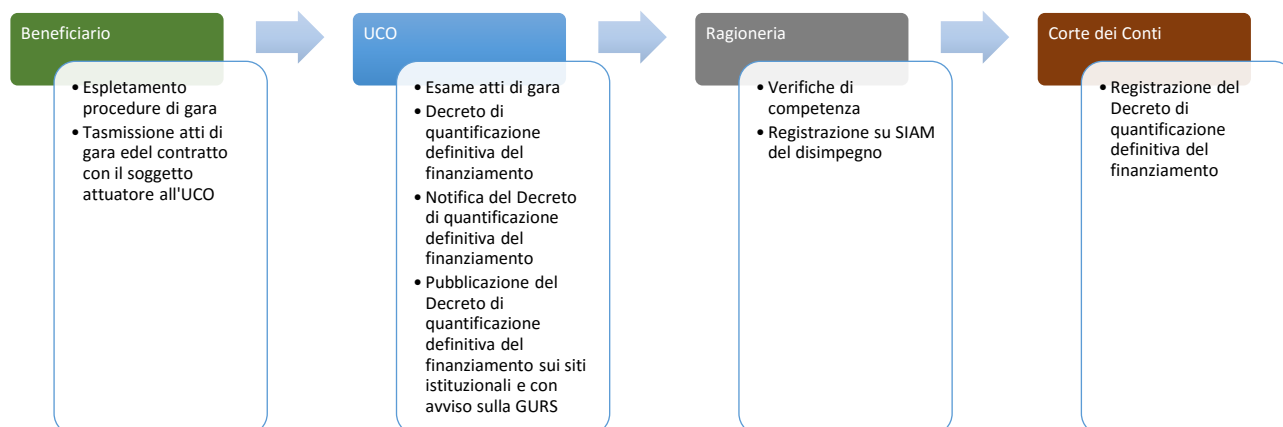 Beneficiario
• Espletamento
procedure di gara
• Tasmissione atti di
gara edel contratto
con il soggetto
attuatore all'UCO
UCO
• Esame atti di gara
• Decreto di
quantificazione
definitiva del
finanziamento
• Notifica del Decreto
di quantificazione
definitiva del
finanziamento
• Pubblicazione del
Decreto di
quantificazione
definitiva del
finanziamento sui siti
istituzionali e con
avviso sulla GURS
Ragioneria
• Verifiche di
competenza
• Registrazione su SIAM
del disimpegno
Corte dei Conti
• Registrazione del
Decreto di
quantificazione
definitiva del
finanziamento